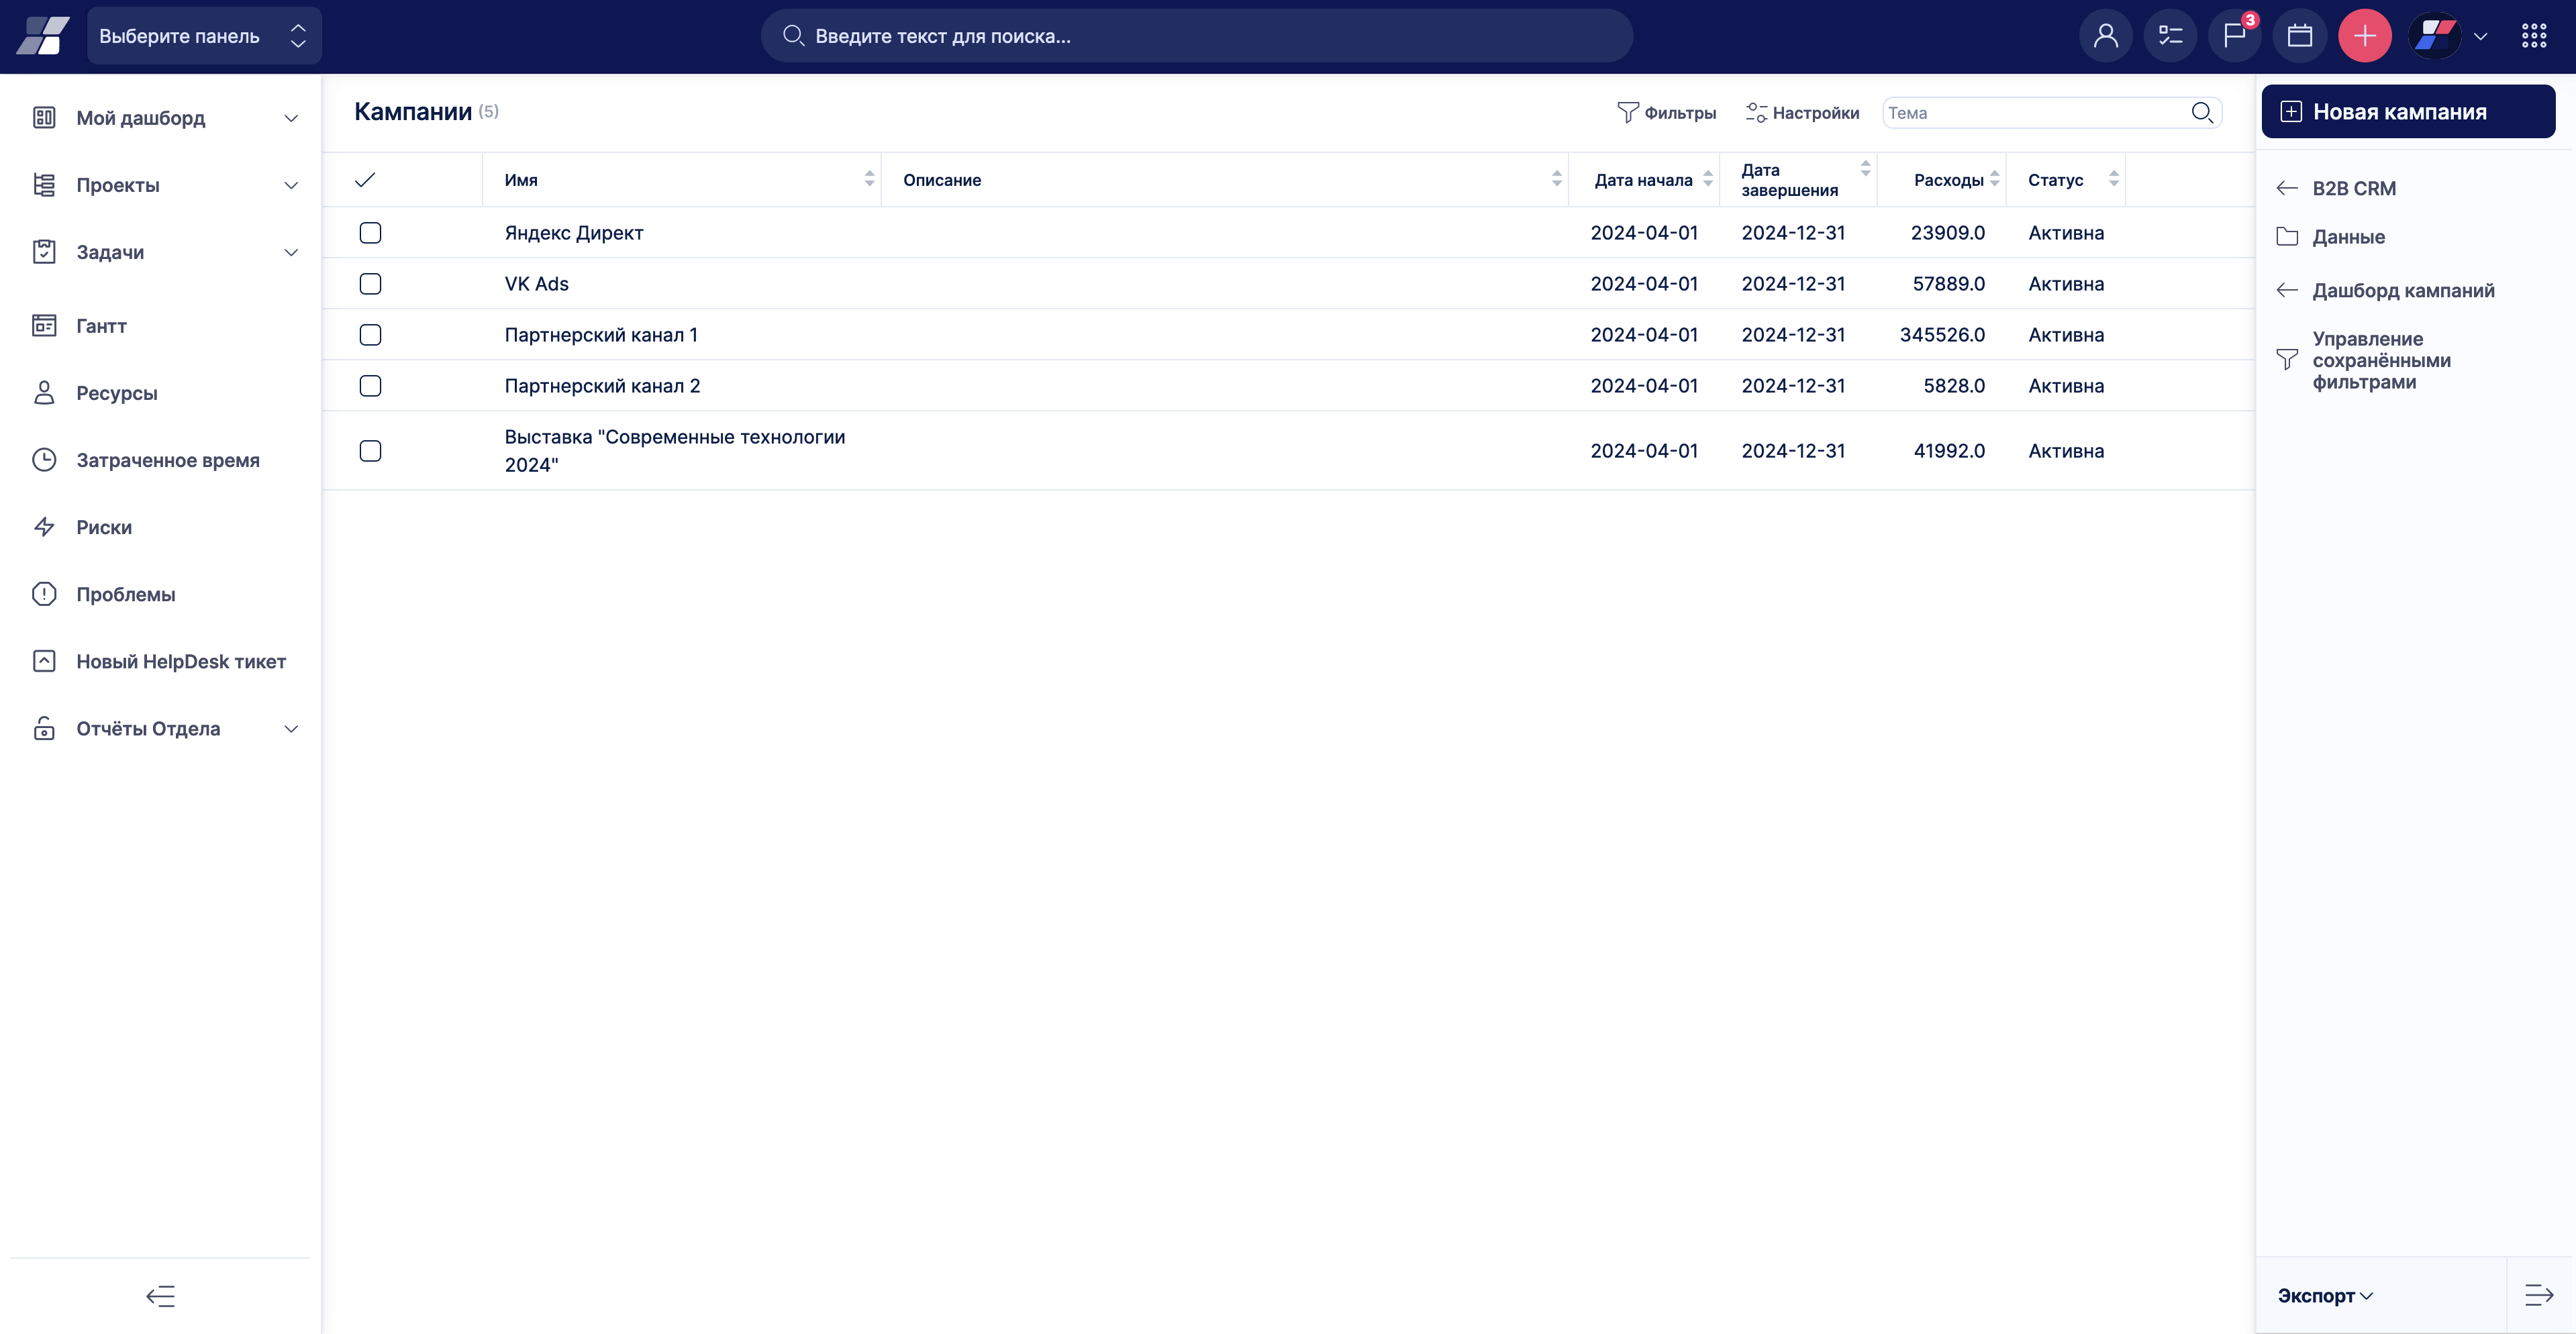 Выберите панель
Введите текст для поиска...
3
Мой дашборд
Проекты
Задачи
Гантт
Ресурсы
Затраченное время
Риски
Проблемы
Новый HelpDesk тикет
Отчёты Отдела
Кампании (5)
Фильтры
Настройки
Тема
Имя
Описание
Дата начала
Дата завершения
Расходы
Статус
Яндекс Директ 2024-04-01 2024-12-31 23909.0 Активна
VK Ads 2024-04-01 2024-12-31 57889.0 Активна
Партнерский канал 1 2024-04-01 2024-12-31 345526.0 Активна
Партнерский канал 2 2024-04-01 2024-12-31 5828.0 Активна
Выставка "Современные технологии
2024" 2024-04-01 2024-12-31 41992.0 Активна
Новая кампания
B2B CRM
Данные
Дашборд кампаний
Управление
сохранёнными
фильтрами
Экспорт